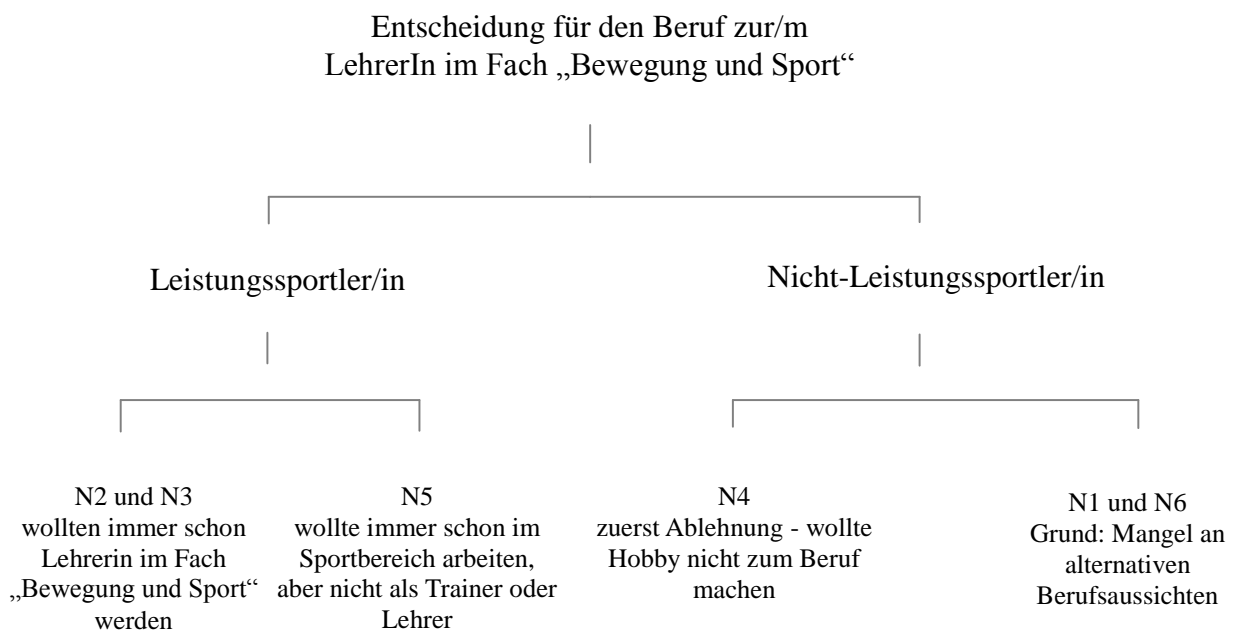 Entscheidung für den Beruf zur/m
LehrerIn im Fach „Bewegung und Sport“
Leistungssportler/in
Nicht-Leistungssportler/in
N2 und N3
wollten immer schon
Lehrerin im Fach
„Bewegung und Sport“
werden
N5
wollte immer schon im
Sportbereich arbeiten,
aber nicht als Trainer oder
Lehrer
N4
zuerst Ablehnung - wollte
Hobby nicht zum Beruf
machen
N1 und N6
Grund: Mangel an
alternativen
Berufsaussichten